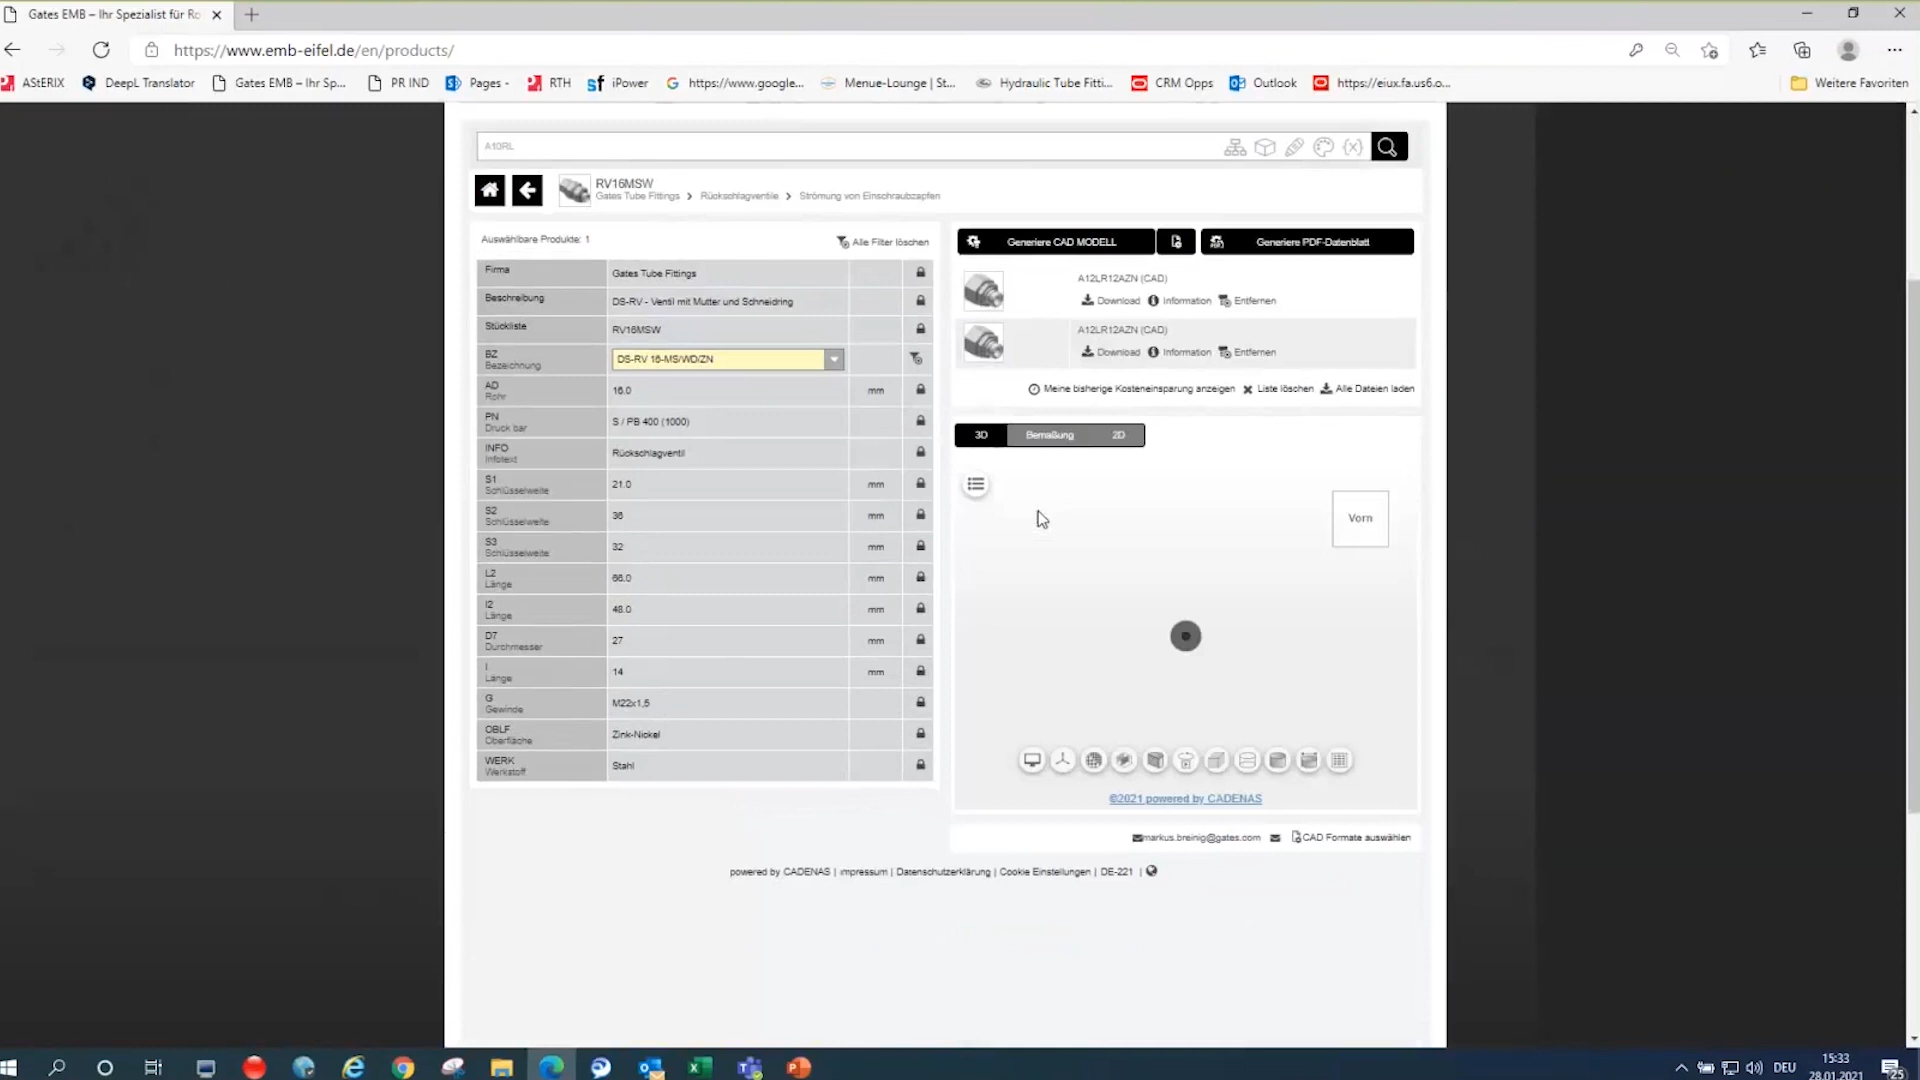 Gates EMB – Ihr Spezialist für Ro
https://www.emb-eifel.de/en/products/
AStERIX
DeepL Translator
Gates EMB – Ihr Sp...
PR IND
Pages -
RTH
iPower
https://www.google...
Menue-Lounge | St...
Hydraulic Tube Fitti...
CRM Opps
Outlook
https://eiux.fa.us6.o...
Weitere Favoriten
A10RL
RV16MSW
Gates Tube Fittings > Rückschlagventile > Strömung von Einschraubzapfen
Auswählbare Produkte: 1
Alle Filter löschen
Firma
Gates Tube Fittings
Beschreibung
DS-RV - Ventil mit Mutter und Schneidring
Stückliste
RV16MSW
BZ
Bezeichnung
DS-RV 16-MS/WD/ZN
AD
Rohr
16.0 mm
PN
Druck bar
S / PB 400 (1000)
INFO
Infotext
Rückschlagventil
S1
Schlüsselweite
21.0 mm
S2
Schlüsselweite
36 mm
S3
Schlüsselweite
32 mm
L2
Länge
66.0 mm
I2
Länge
48.0 mm
D7
Durchmesser
27 mm
I
Länge
14 mm
G
Gewinde
M22x1,5
OBLF
Oberfläche
Zink-Nickel
WERK
Werkstoff
Stahl
Generiere CAD MODELL
Generiere PDF-Datenblatt
A12LR12AZN (CAD)
Download Information Entfernen
A12LR12AZN (CAD)
Download Information Entfernen
Meine bisherige Kosteneinsparung anzeigen Liste löschen Alle Dateien laden
3D Bemaßung 2D
Vorn
©2021 powered by CADENAS
markus.breinig@gates.com
CAD Formate auswählen
powered by CADENAS | Impressum | Datenschutzerklärung | Cookie Einstellungen | DE-221 |
DEU
15:33
28.01.2021
25